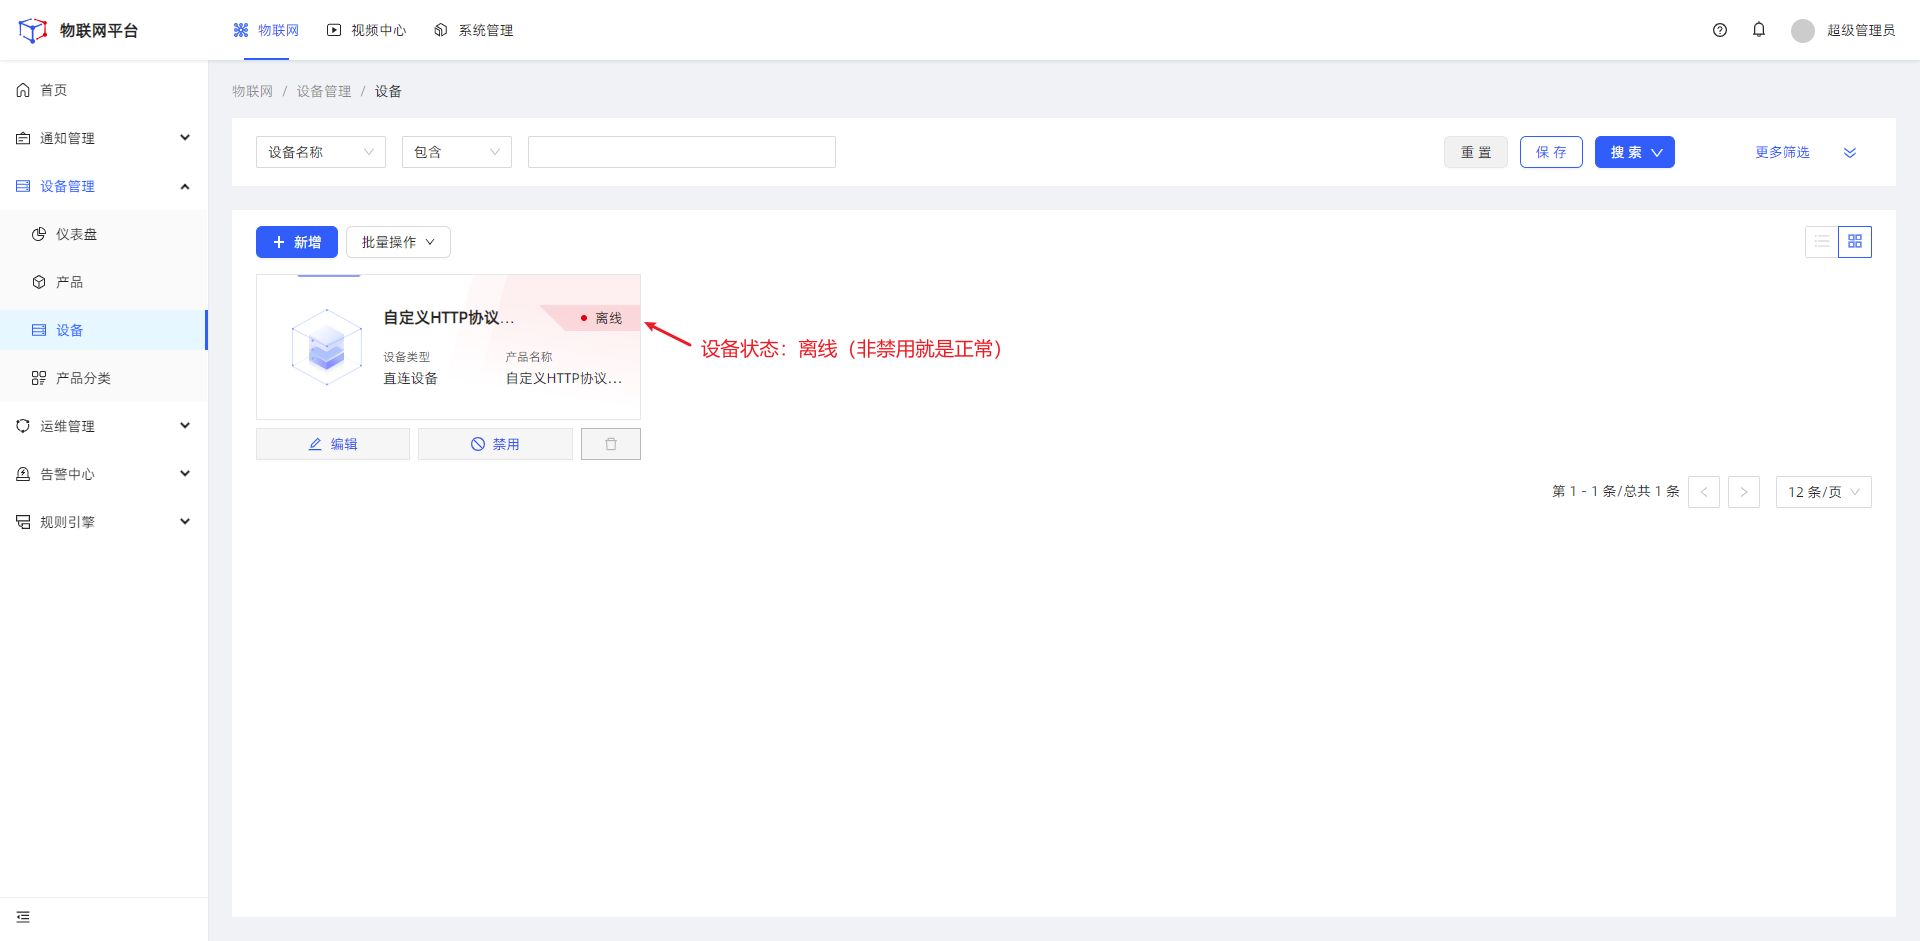 物联网平台
物联网 视频中心 系统管理
超级管理员
首页
通知管理
设备管理
仪表盘
产品
设备
产品分类
运维管理
告警中心
规则引擎
物联网 / 设备管理 / 设备
设备名称 包含
重 置 保 存 搜 索 更多筛选
新增 批量操作
自定义HTTP协议... 离线
设备类型 产品名称
直连设备 自定义HTTP协议...
设备状态：离线（非禁用就是正常）
编辑 禁用
第 1 - 1 条/总共 1 条 < > 12 条/页